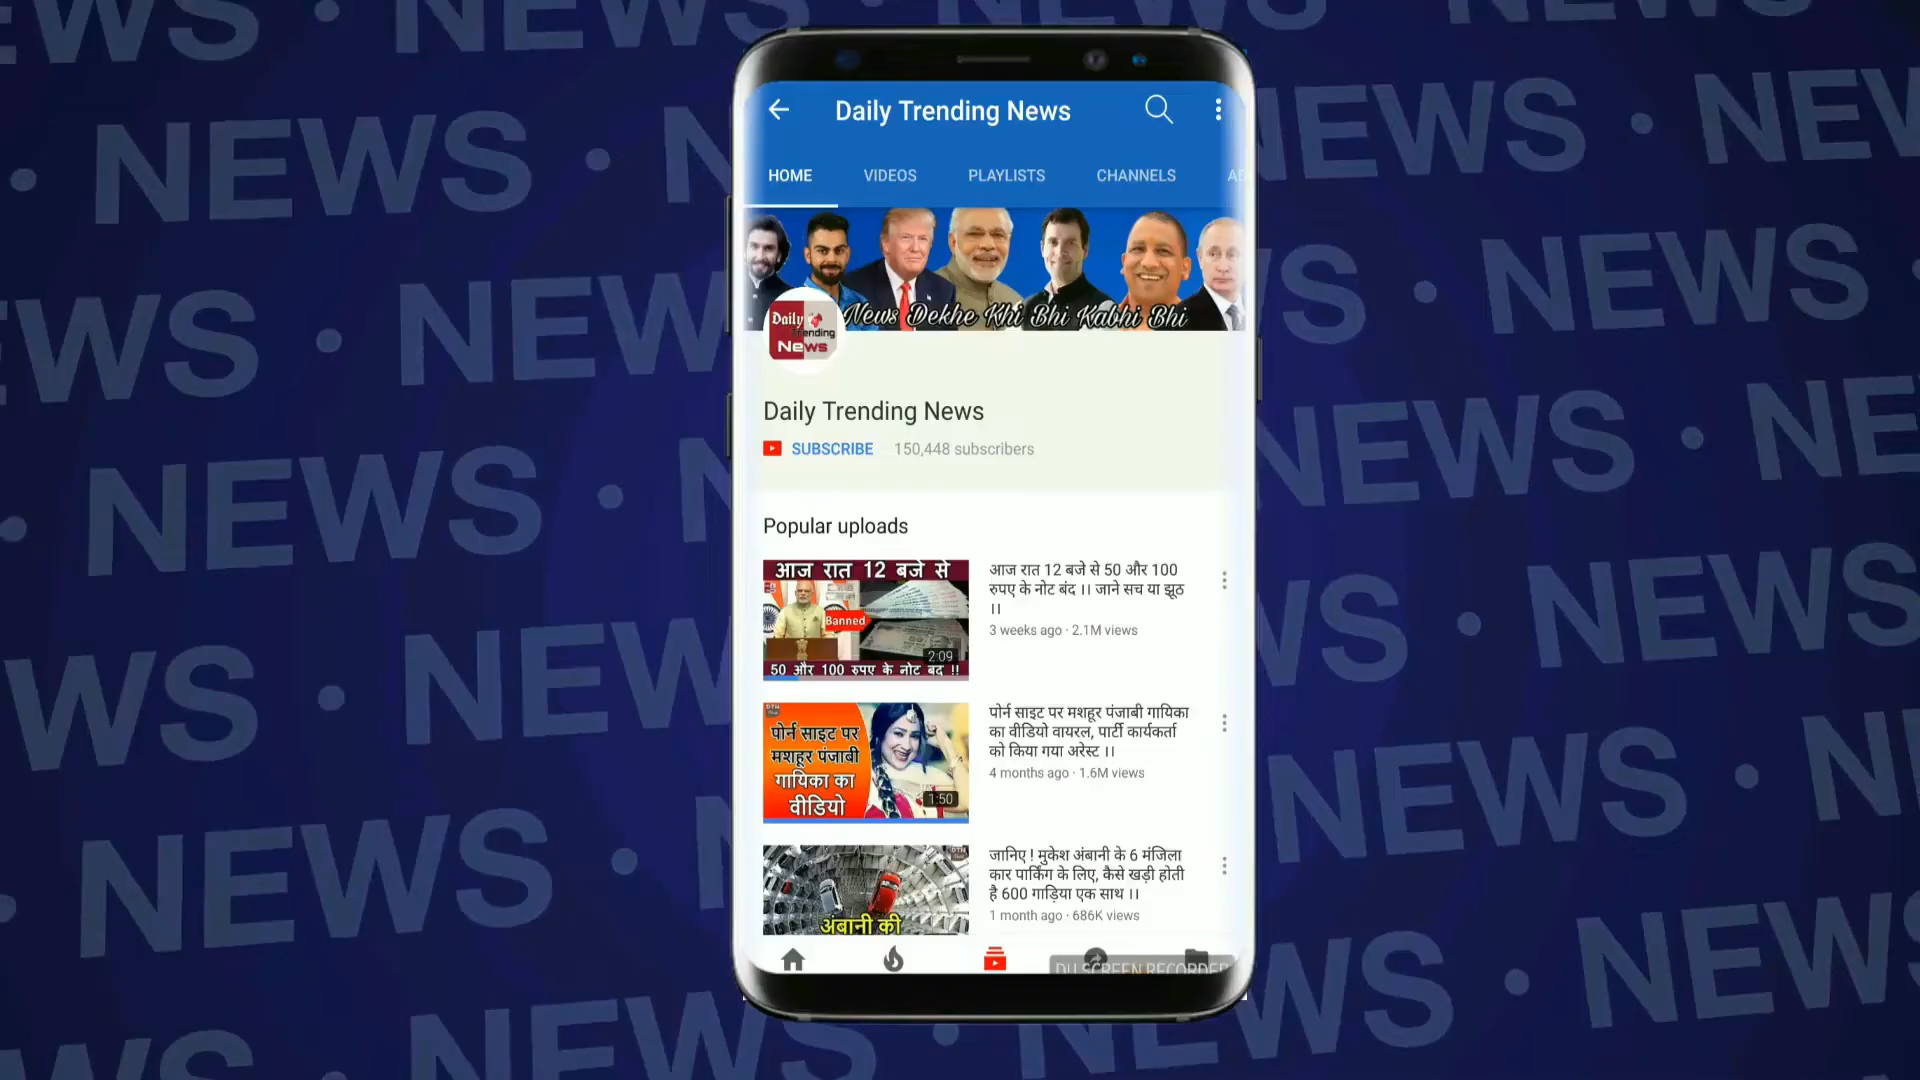 NEWS
Daily Trending News
HOME VIDEOS PLAYLISTS CHANNELS
News Dekhe Khi Bhi Kabhi Bhi
Daily
Trending
News
Daily Trending News
SUBSCRIBE 150,448 subscribers
Popular uploads
आज रात 12 बजे से
Banned
2:09
50 और 100 रुपए के नोट बंद !!
आज रात 12 बजे से 50 और 100
रुपए के नोट बंद ।। जाने सच या झूठ
।।
3 weeks ago · 2.1M views
DTN
पोर्न साइट पर
मशहूर पंजाबी
गायिका का
वीडियो
1:50
पोर्न साइट पर मशहूर पंजाबी गायिका
का वीडियो वायरल, पार्टी कार्यकर्ता
को किया गया अरेस्ट ।।
4 months ago · 1.6M views
DTN
अंबानी की
जानिए ! मुकेश अंबानी के 6 मंजिला
कार पार्किंग के लिए, कैसे खड़ी होती
है 600 गाड़िया एक साथ ।।
1 month ago · 686K views
DU SCREEN RECORDER